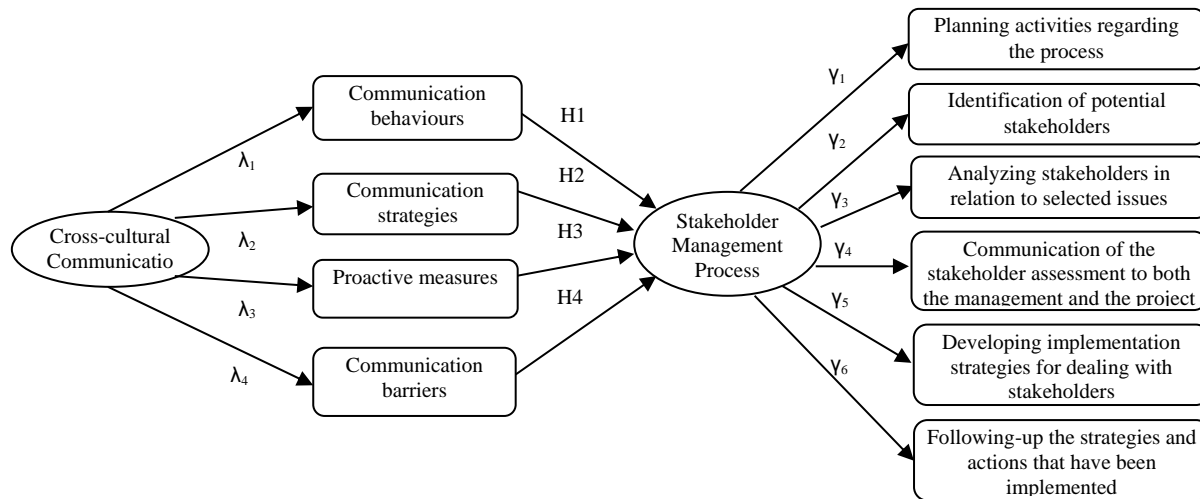 Cross-cultural
Communicatio
λ1
λ2
λ3
λ4
Communication
behaviours
Communication
strategies
Proactive measures
Communication
barriers
H1
H2
H3
H4
Stakeholder
Management
Process
γ1
γ2
γ3
γ4
γ5
γ6
Planning activities regarding
the process
Identification of potential
stakeholders
Analyzing stakeholders in
relation to selected issues
Communication of the
stakeholder assessment to both
the management and the project
Developing implementation
strategies for dealing with
stakeholders
Following-up the strategies and
actions that have been
implemented